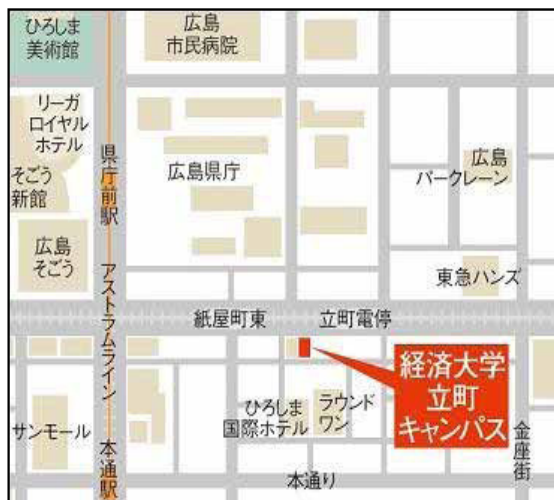 ひろしま
美術館
広島
市民病院
リーガ
ロイヤル
ホテル
県庁前駅
広島県庁
広島
パークレーン
そごう
新館
広島
そごう
アストラムライン
東急ハンズ
紙屋町東
立町電停
経済大学
立町
キャンパス
ひろしま
国際ホテル
ラウンド
ワン
サンモール
本通駅
本通り
金座街